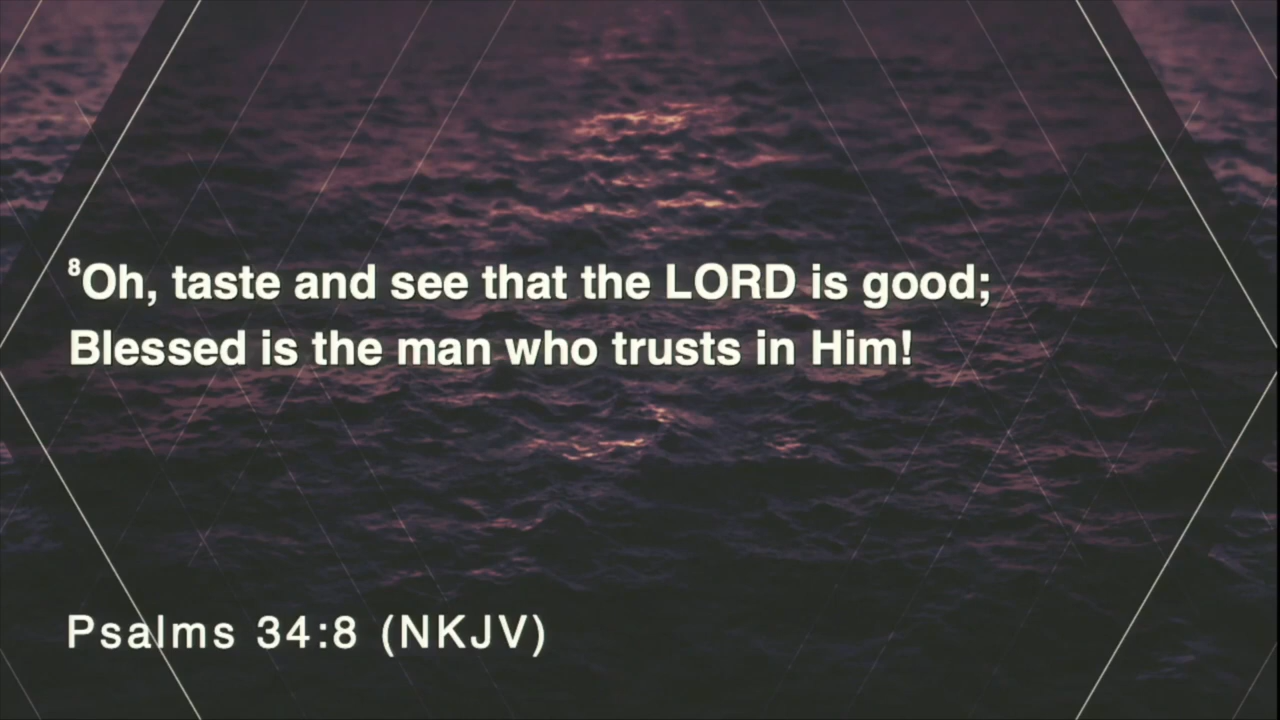 ⁸Oh, taste and see that the LORD is good;
Blessed is the man who trusts in Him!
Psalms 34:8 (NKJV)